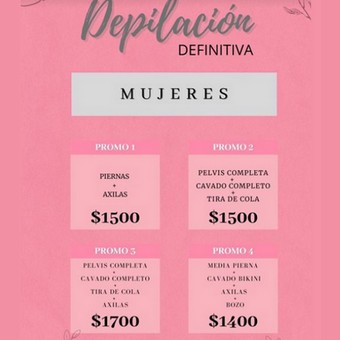 Depilación
DEFINITIVA
MUJERES
PROMO 1
PIERNAS
+
AXILAS
$1500
PROMO 2
PELVIS COMPLETA
+
CAVADO COMPLETO
+
TIRA DE COLA
$1500
PROMO 3
PELVIS COMPLETA
+
CAVADO COMPLETO
+
TIRA DE COLA
+
AXILAS
$1700
PROMO 4
MEDIA PIERNA
+
CAVADO BIKINI
+
AXILAS
+
BOZO
$1400